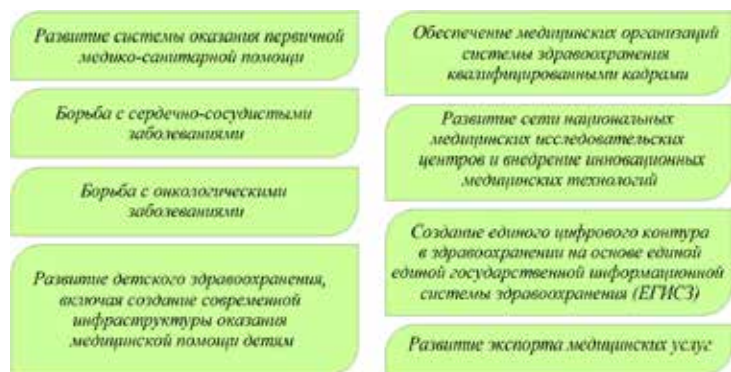 Развитие системы оказания первичной
медико-санитарной помощи
Борьба с сердечно-сосудистыми
заболеваниями
Борьба с онкологическими
заболеваниями
Развитие детского здравоохранения,
включая создание современной
инфраструктуры оказания
медицинской помощи детям
Обеспечение медицинских организаций
системы здравоохранения
квалифицированными кадрами
Развитие сети национальных
медицинских исследовательских
центров и внедрение инновационных
медицинских технологий
Создание единого цифрового контура
в здравоохранении на основе единой
единой государственной информационной
системы здравоохранения (ЕГИСЗ)
Развитие экспорта медицинских услуг